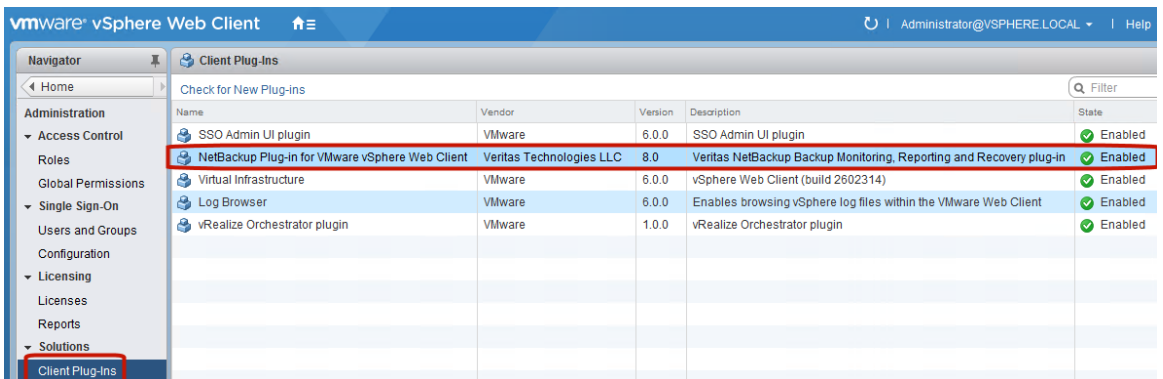 vmware® vSphere Web Client
Administrator@VSPHERE.LOCAL
Help
Navigator
Home
Administration
Access Control
Roles
Global Permissions
Single Sign-On
Users and Groups
Configuration
Licensing
Licenses
Reports
Solutions
Client Plug-Ins
Client Plug-Ins
Check for New Plug-ins
Filter
Name Vendor Version Description State
SSO Admin UI plugin VMware 6.0.0 SSO Admin UI plugin Enabled
NetBackup Plug-in for VMware vSphere Web Client Veritas Technologies LLC 8.0 Veritas NetBackup Backup Monitoring, Reporting and Recovery plug-in Enabled
Virtual Infrastructure VMware 6.0.0 vSphere Web Client (build 2602314) Enabled
Log Browser VMware 6.0.0 Enables browsing vSphere log files within the VMware Web Client Enabled
vRealize Orchestrator plugin VMware 1.0.0 vRealize Orchestrator plugin Enabled